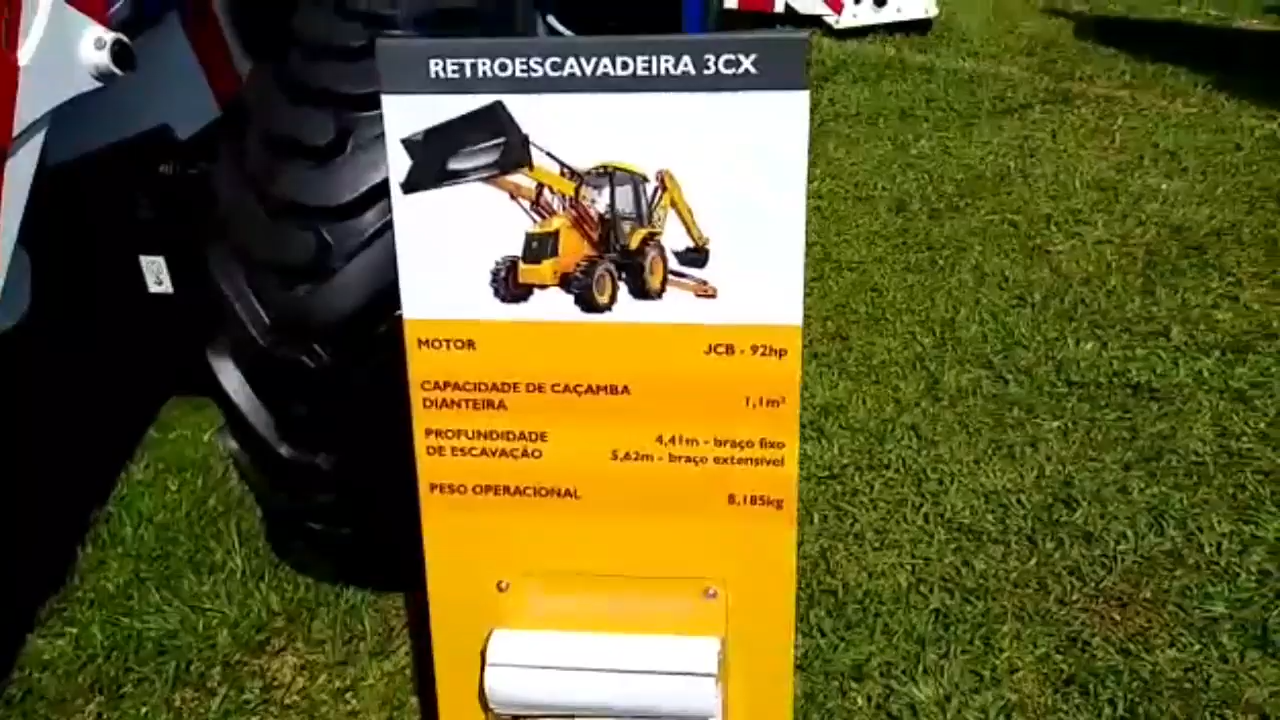 RETROESCAVADEIRA 3CX
MOTOR JCB - 92hp
CAPACIDADE DE CAÇAMBA
DIANTEIRA 1,1m³
PROFUNDIDADE 4,41m - braço fixo
DE ESCAVAÇÃO 5,62m - braço extensível
PESO OPERACIONAL 8,185kg